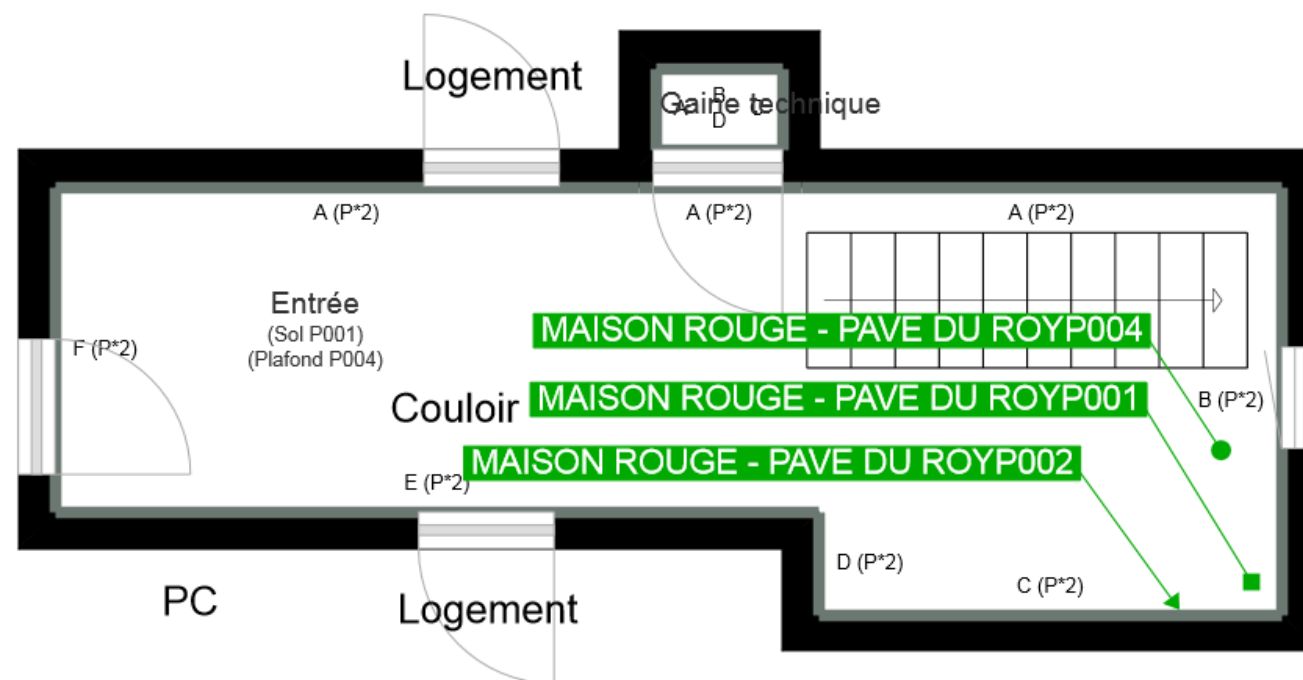 Logement
B
Gaine technique
A
C
D
A (P*2)
A (P*2)
A (P*2)
Entrée
(Sol P001)
(Plafond P004)
F (P*2)
MAISON ROUGE - PAVE DU ROYP004
Couloir
MAISON ROUGE - PAVE DU ROYP001
B (P*2)
MAISON ROUGE - PAVE DU ROYP002
E (P*2)
D (P*2)
C (P*2)
PC
Logement